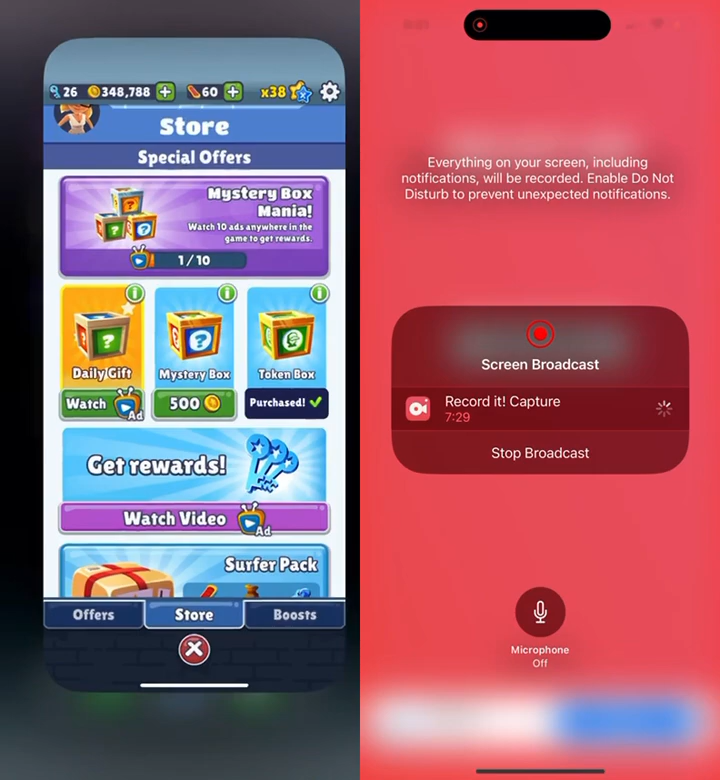 26 348,788 60 x38
Store
Special Offers
Mystery Box
Mania!
Watch 10 ads anywhere in the
game to get rewards.
1/10
Daily Gift
Mystery Box
Token Box
Watch Ad
500
Purchased!
Get rewards!
Watch Video Ad
Surfer Pack
Offers Store Boosts
Everything on your screen, including
notifications, will be recorded. Enable Do Not
Disturb to prevent unexpected notifications.
Screen Broadcast
Record it! Capture
7:29
Stop Broadcast
Microphone
Off